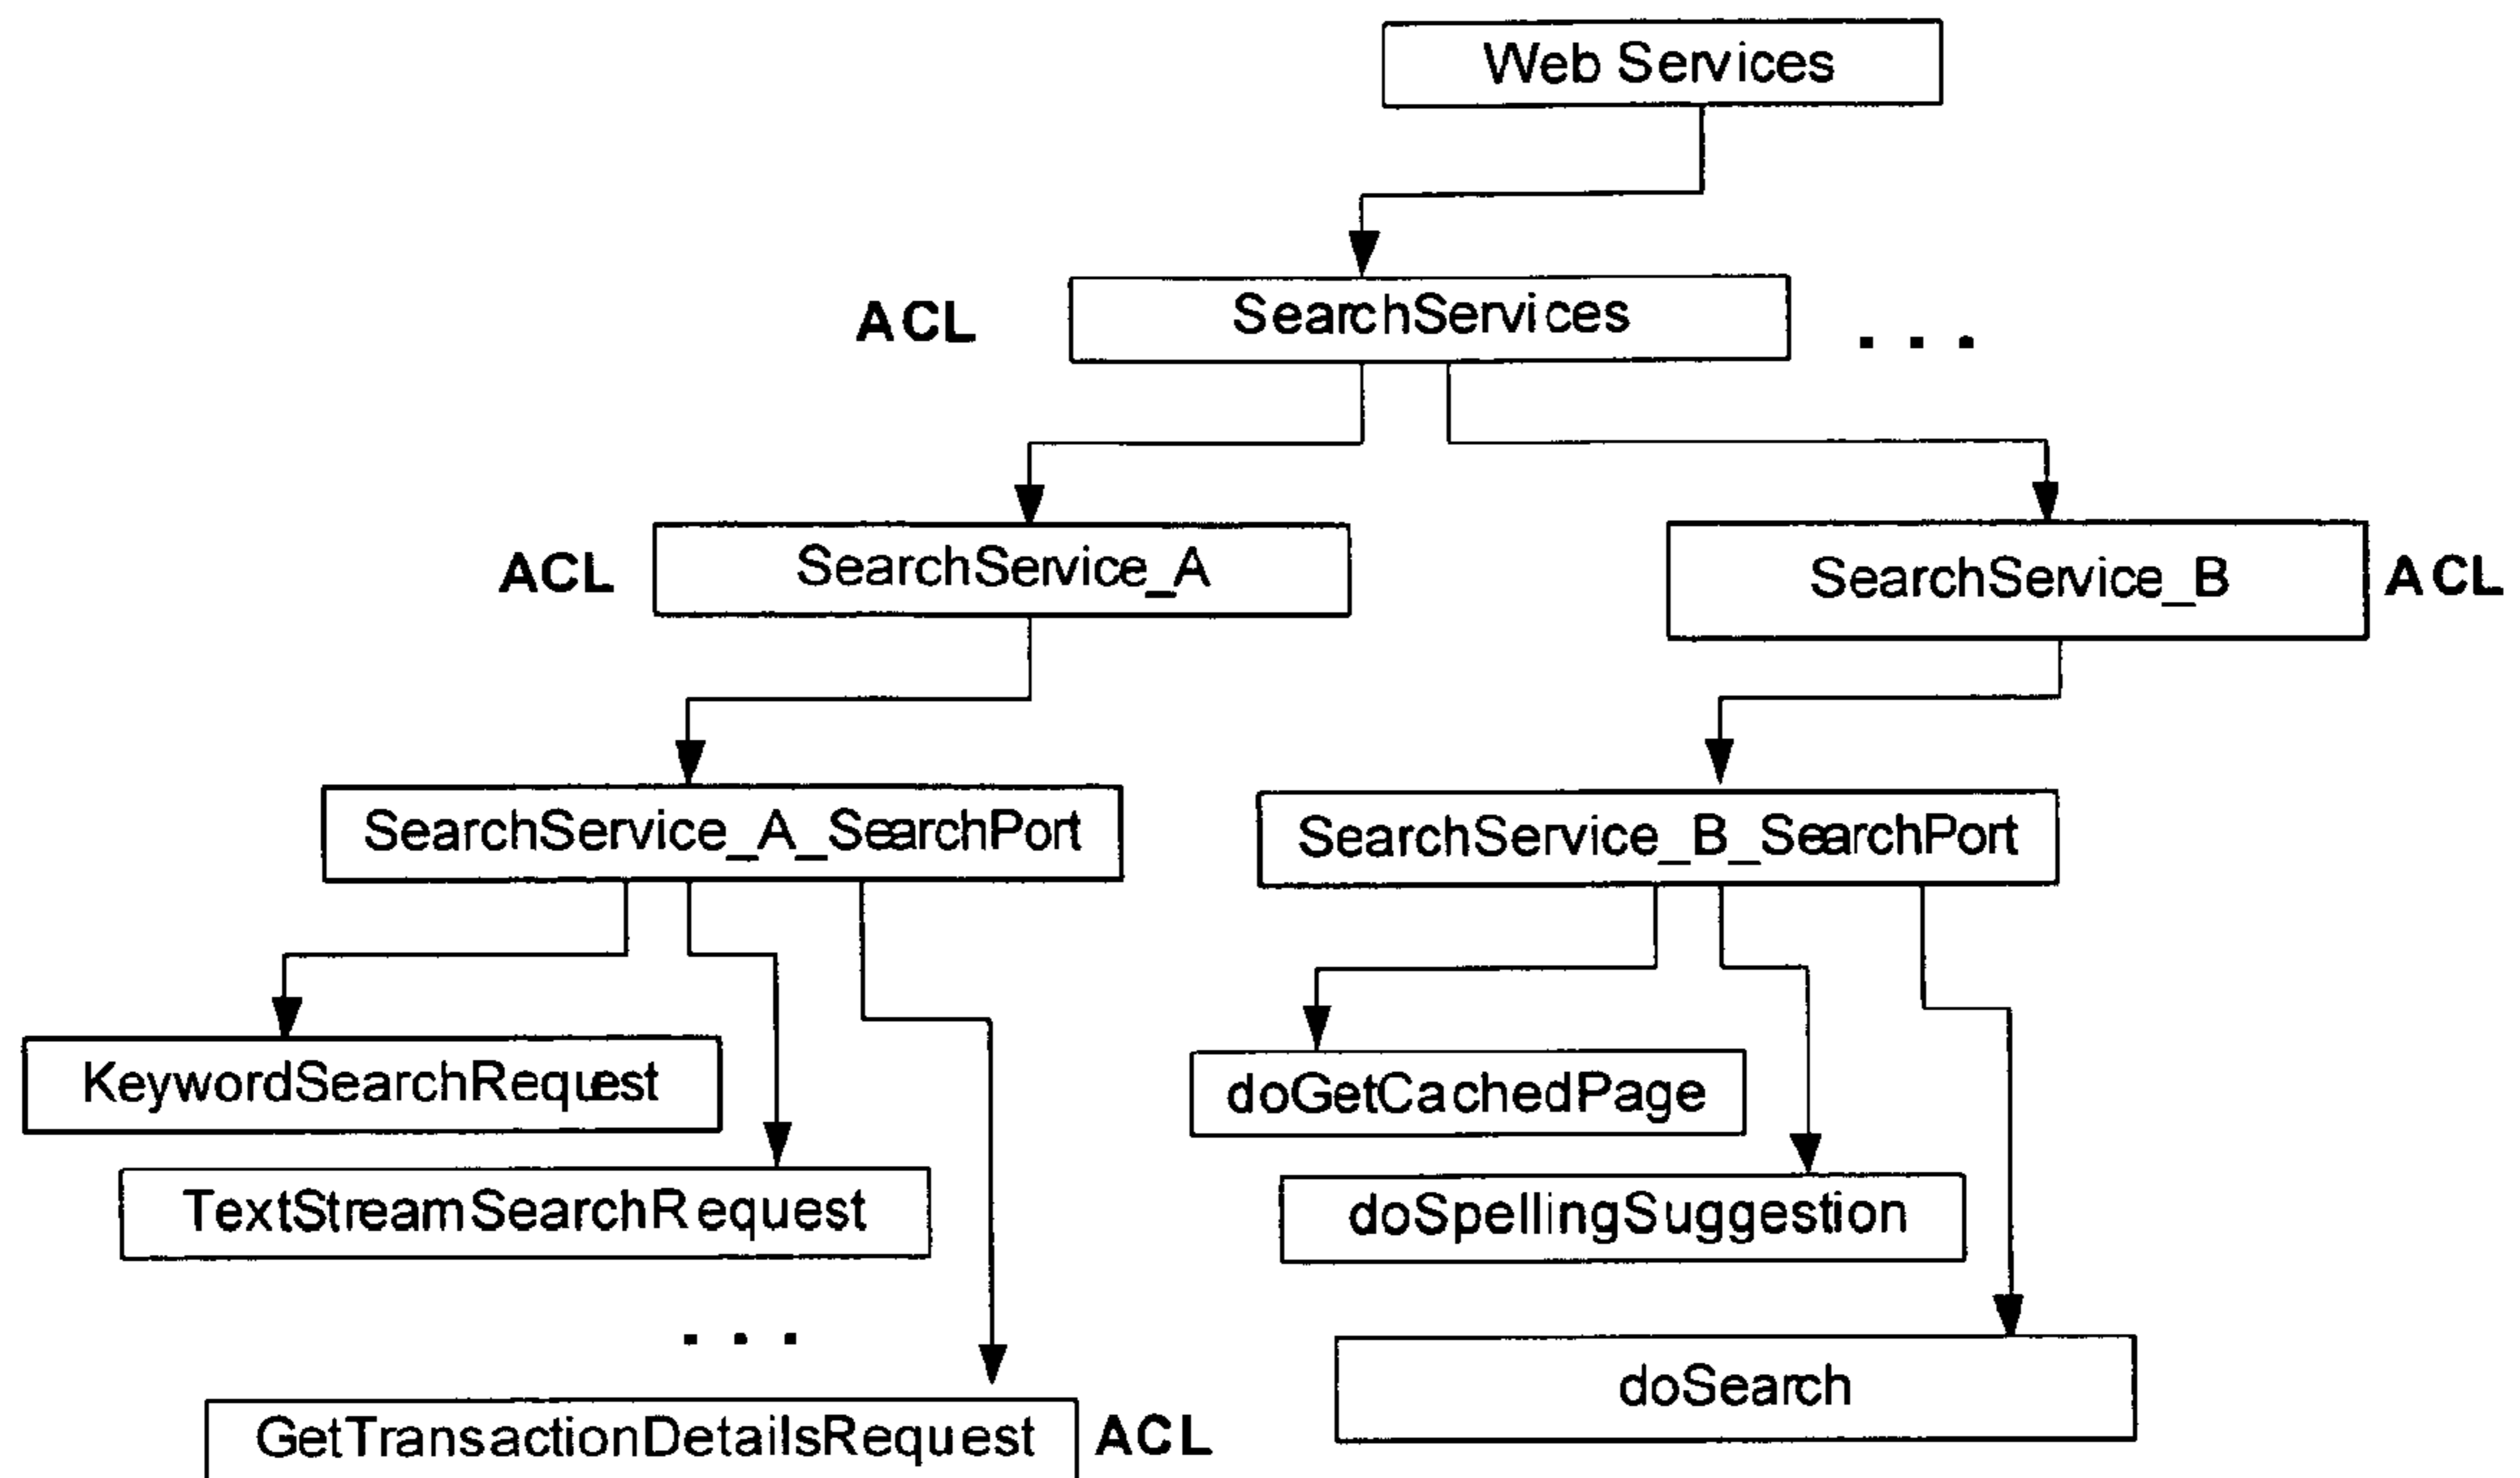 Web Services
ACL
SearchServices
. . .
ACL
SearchService_A
SearchService_B
ACL
SearchService_A_SearchPort
SearchService_B_SearchPort
KeywordSearchRequest
doGetCachedPage
TextStreamSearchRequest
doSpellingSuggestion
. . .
doSearch
GetTransactionDetailsRequest
ACL